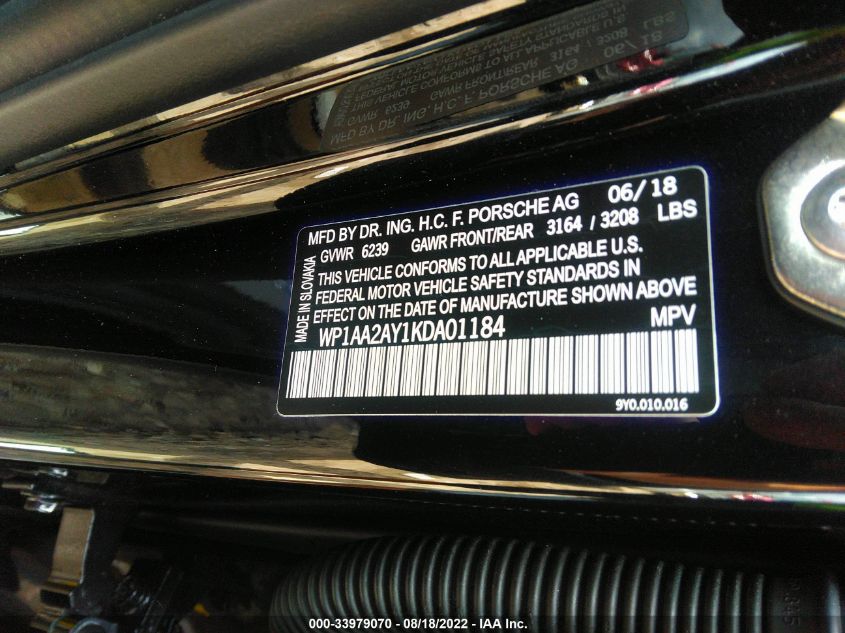 MFD BY DR. ING. H.C. F. PORSCHE AG 06/18
GVWR 6239 GAWR FRONT/REAR 3164 / 3208 LBS
THIS VEHICLE CONFORMS TO ALL APPLICABLE U.S.
FEDERAL MOTOR VEHICLE SAFETY STANDARDS IN
EFFECT ON THE DATE OF MANUFACTURE SHOWN ABOVE
WP1AA2AY1KDA01184 MPV
MADE IN SLOVAKIA
9Y0.010.016
000-33979070 - 08/18/2022 - IAA Inc.